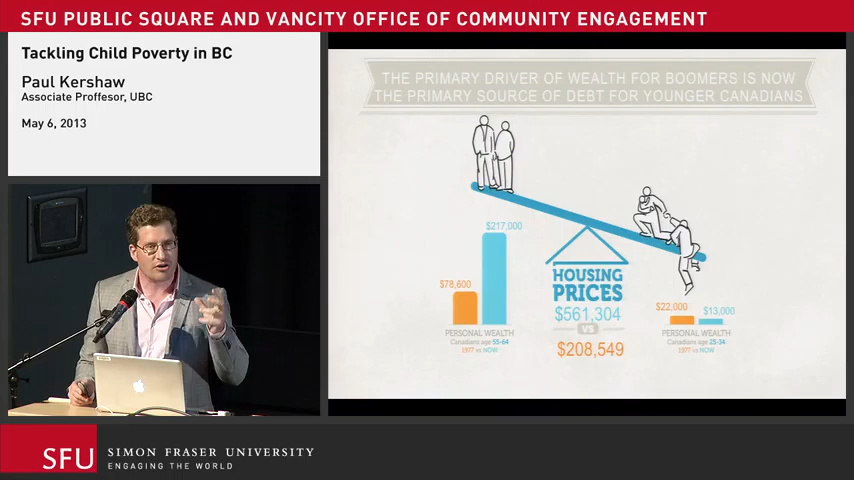 SFU PUBLIC SQUARE AND VANCITY OFFICE OF COMMUNITY ENGAGEMENT
Tackling Child Poverty in BC
Paul Kershaw
Associate Proffesor, UBC
May 6, 2013
THE PRIMARY DRIVER OF WEALTH FOR BOOMERS IS NOW
THE PRIMARY SOURCE OF DEBT FOR YOUNGER CANADIANS
$217,000
$78,600
PERSONAL WEALTH
Canadians age 55-64
1977 vs NOW
HOUSING
PRICES
$561,304
VS
$208,549
$22,000
$13,000
PERSONAL WEALTH
Canadians age 25-34
1977 vs NOW
SFU
SIMON FRASER UNIVERSITY
ENGAGING THE WORLD